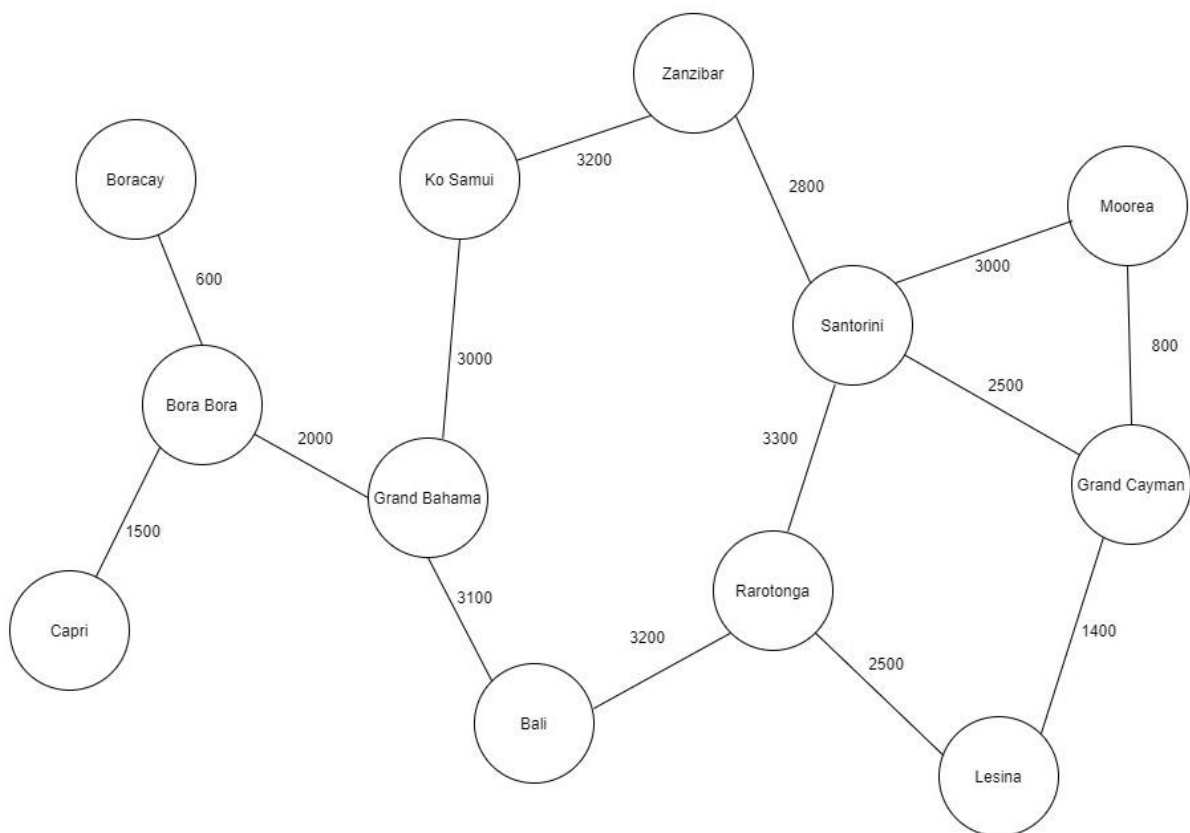 Zanzibar
Boracay
Ko Samui
3200
2800
Moorea
3000
600
Santorini
800
3000
2500
Bora Bora
2000
3300
Grand Bahama
Grand Cayman
1500
3100
Rarotonga
Capri
3200
1400
2500
Bali
Lesina